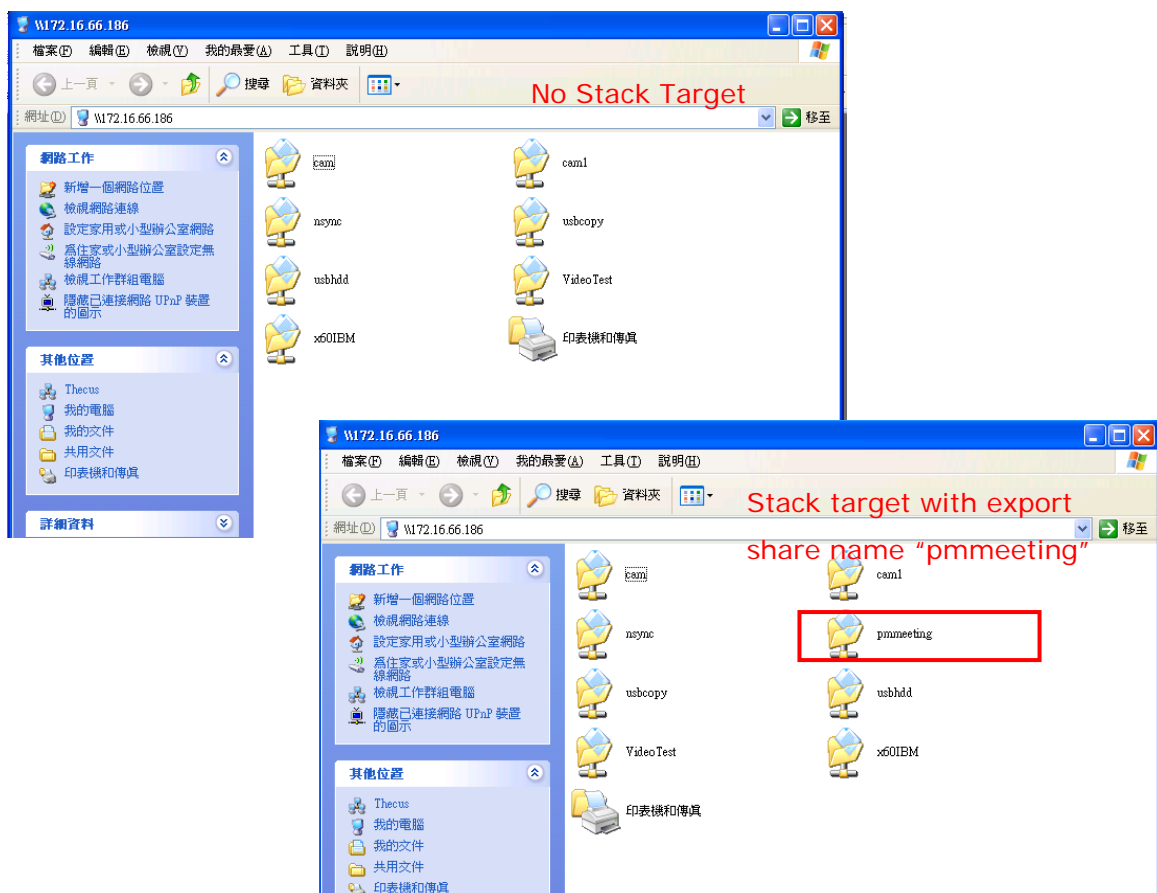 \\172.16.66.186
檔案(F) 編輯(E) 檢視(V) 我的最愛(A) 工具(T) 說明(H)
上一頁 搜尋 資料夾
No Stack Target
網址(D) \\172.16.66.186 移至
網路工作
新增一個網路位置
檢視網路連線
設定家用或小型辦公室網路
為住家或小型辦公室設定無
線網路
檢視工作群組電腦
隱藏已連接網路 UPnP 裝置
的圖示
其他位置
Thecus
我的電腦
我的文件
共用文件
印表機和傳真
詳細資料
cam
cam1
nsync
usbcopy
usbhdd
VideoTest
x60IBM
印表機和傳真
\\172.16.66.186
檔案(F) 編輯(E) 檢視(V) 我的最愛(A) 工具(T) 說明(H)
上一頁 搜尋 資料夾
Stack target with export
share name “pmmeeting”
網址(D) \\172.16.66.186 移至
網路工作
新增一個網路位置
檢視網路連線
設定家用或小型辦公室網路
為住家或小型辦公室設定無
線網路
檢視工作群組電腦
隱藏已連接網路 UPnP 裝置
的圖示
其他位置
Thecus
我的電腦
我的文件
共用文件
印表機和傳真
cam
cam1
nsync
pmmeeting
usbcopy
usbhdd
VideoTest
x60IBM
印表機和傳真